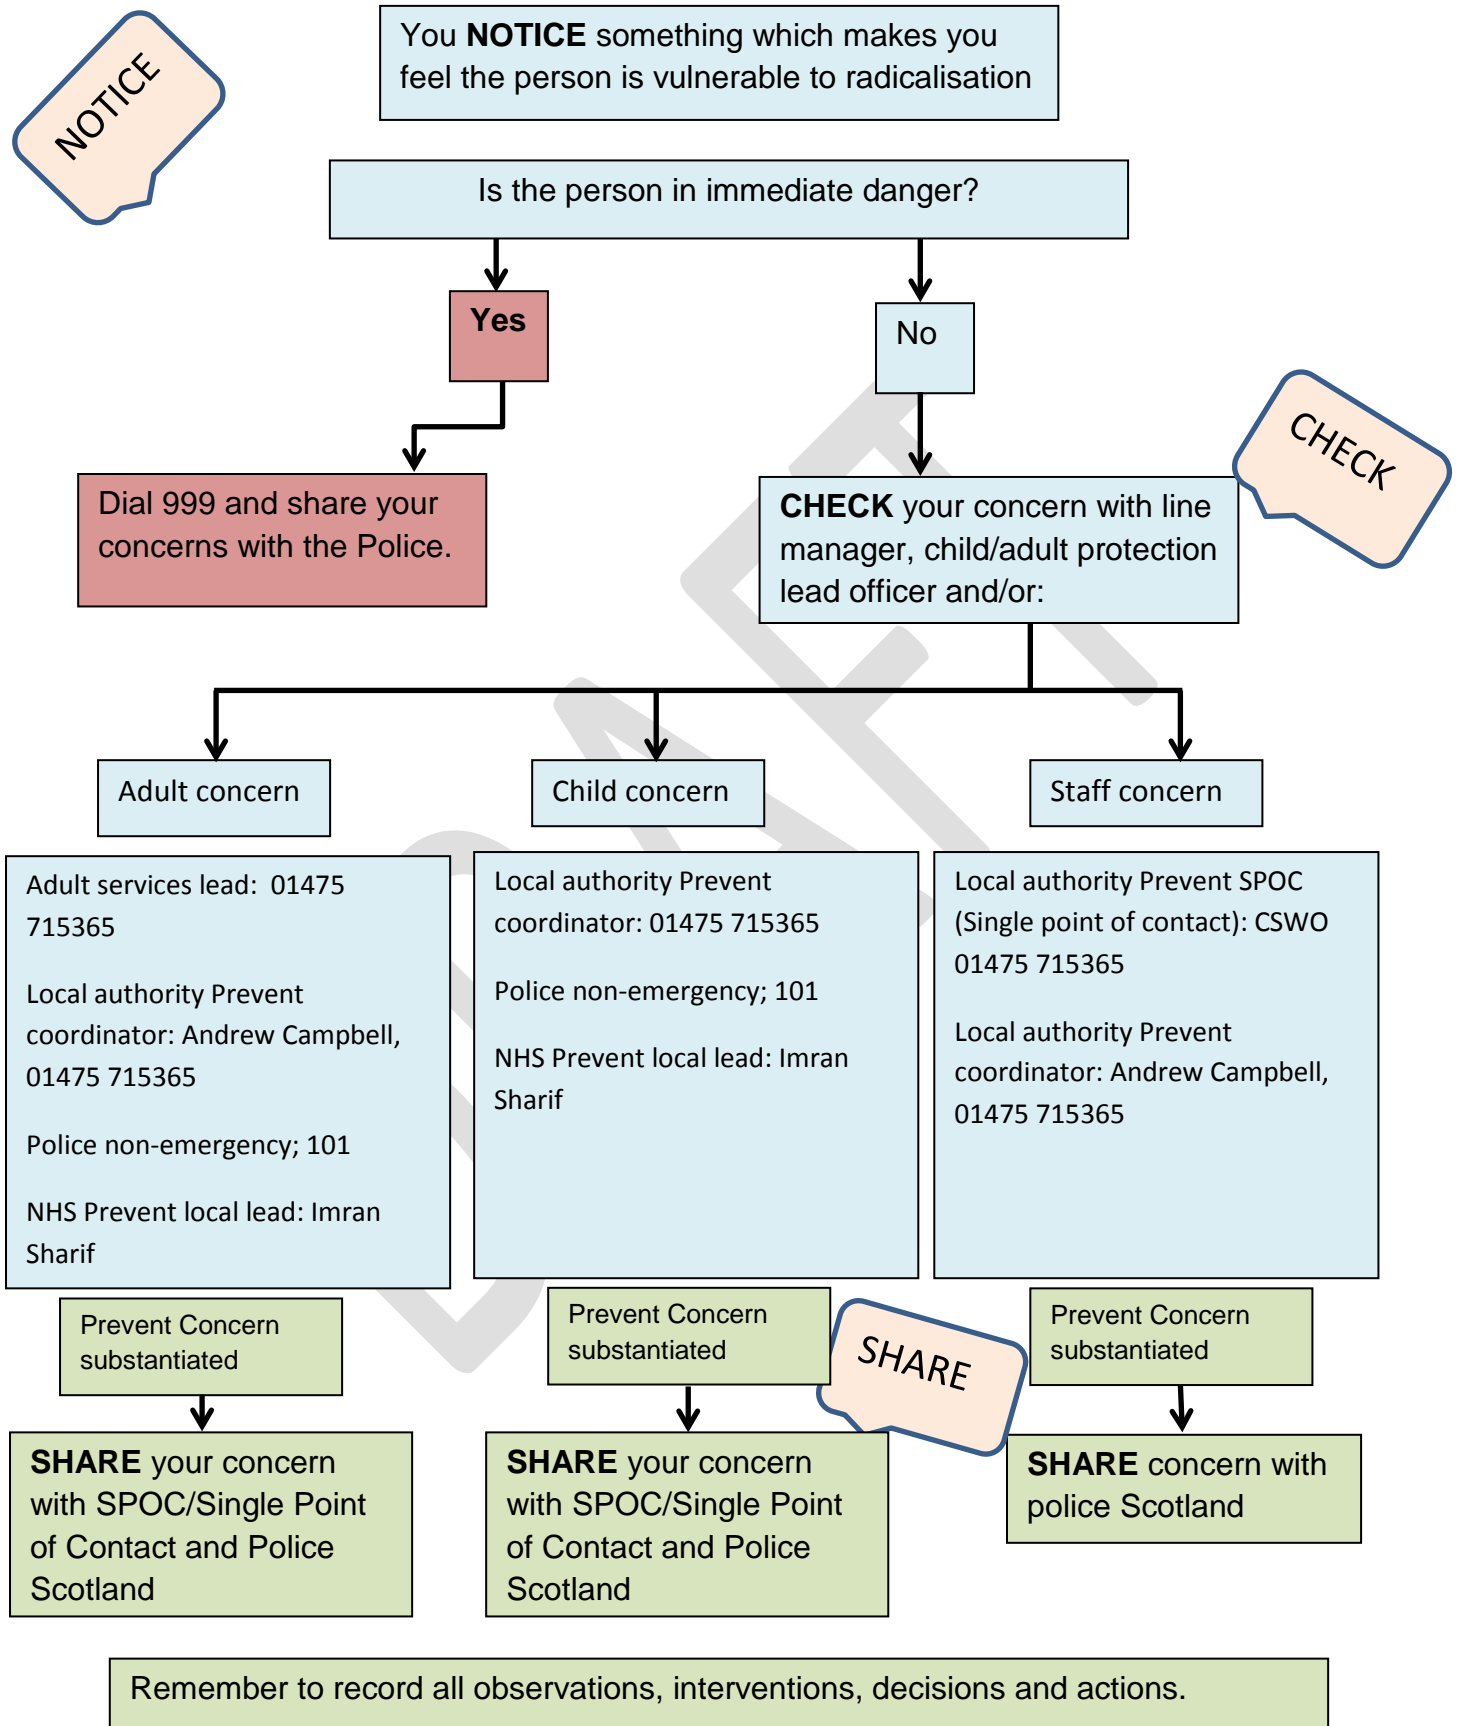 NOTICE
You NOTICE something which makes you
feel the person is vulnerable to radicalisation
Is the person in immediate danger?
Yes
No
CHECK
Dial 999 and share your
concerns with the Police.
CHECK your concern with line
manager, child/adult protection
lead officer and/or:
DRAFT
Adult concern
Child concern
Staff concern
Adult services lead:  01475
715365
Local authority Prevent
coordinator: Andrew Campbell,
01475 715365
Police non-emergency; 101
NHS Prevent local lead: Imran
Sharif
Local authority Prevent
coordinator: 01475 715365
Police non-emergency; 101
NHS Prevent local lead: Imran
Sharif
Local authority Prevent SPOC
(Single point of contact): CSWO
01475 715365
Local authority Prevent
coordinator: Andrew Campbell,
01475 715365
Prevent Concern
substantiated
Prevent Concern
substantiated
SHARE
Prevent Concern
substantiated
SHARE your concern
with SPOC/Single Point
of Contact and Police
Scotland
SHARE your concern
with SPOC/Single Point
of Contact and Police
Scotland
SHARE concern with
police Scotland
Remember to record all observations, interventions, decisions and actions.